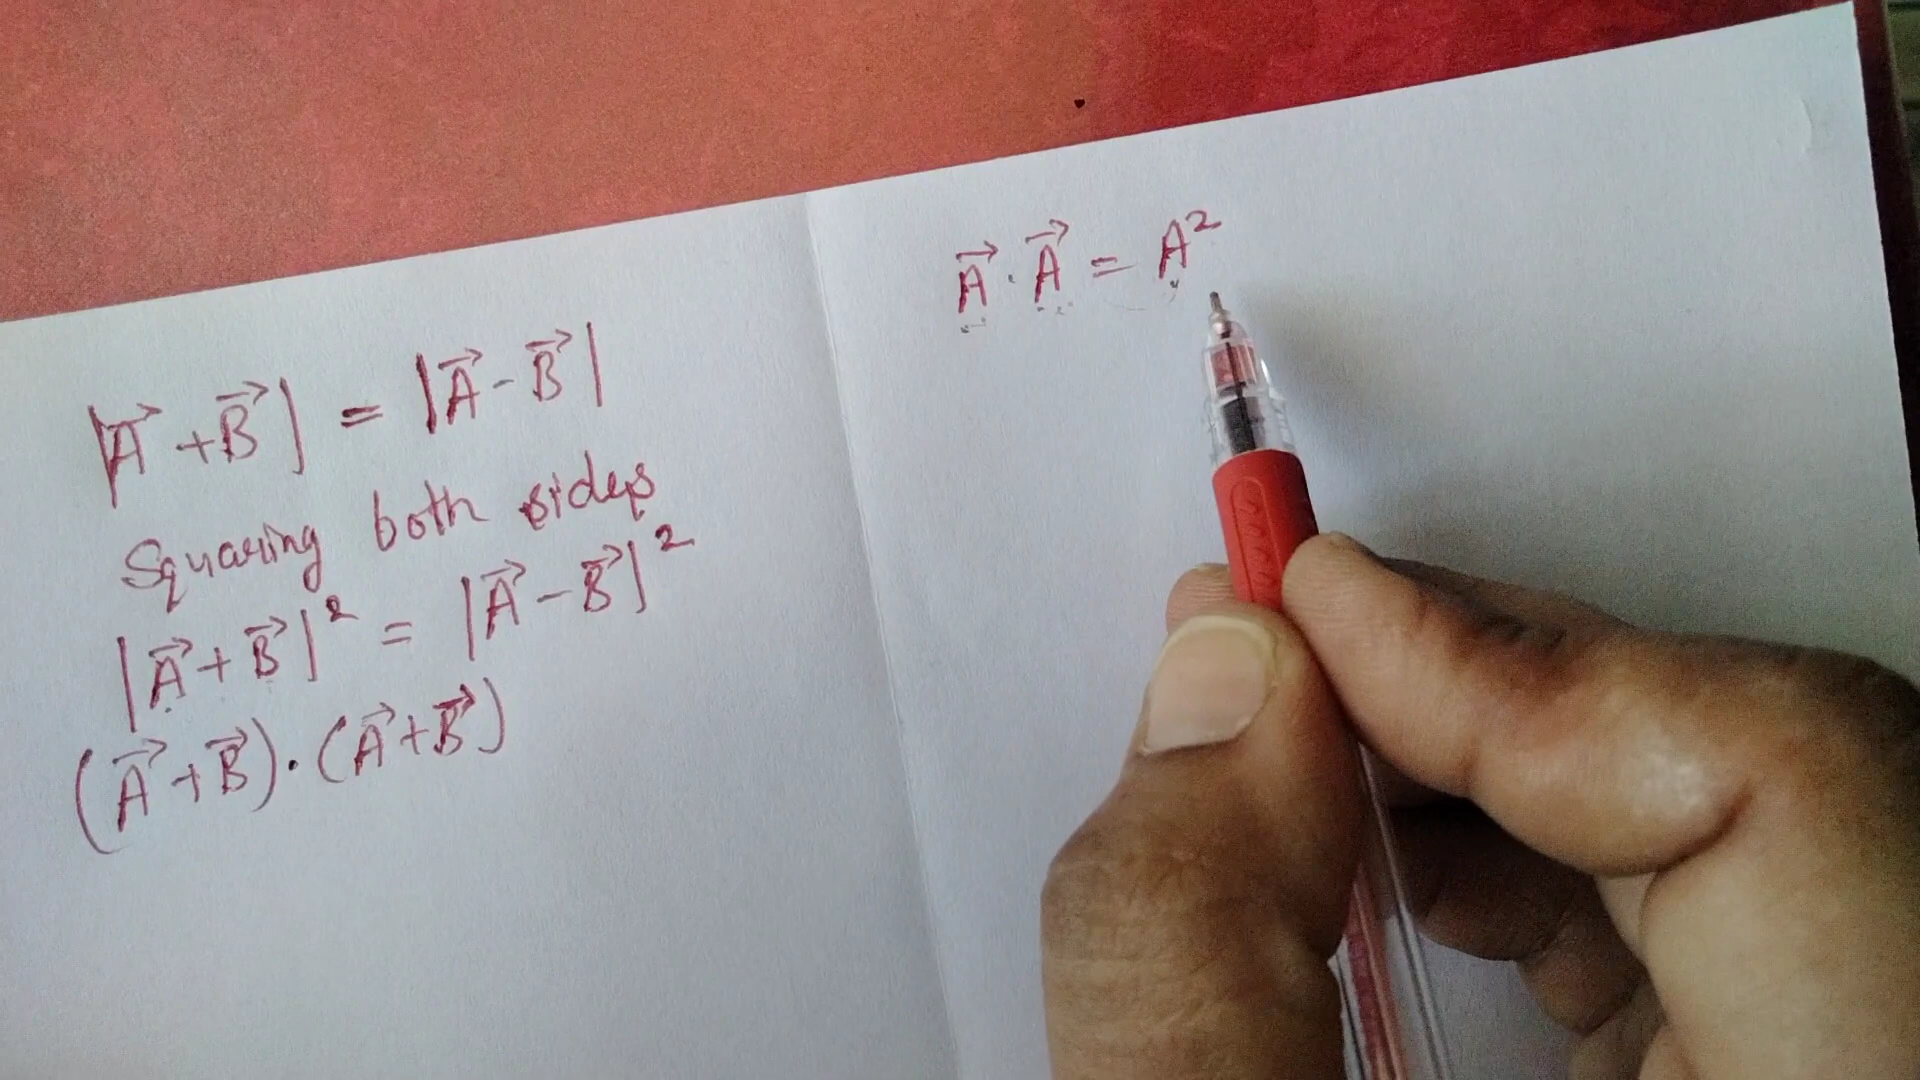 |A⃗ + B⃗| = |A⃗ - B⃗|
Squaring both sides
|A⃗ + B⃗|² = |A⃗ - B⃗|²
(A⃗ + B⃗) · (A⃗ + B⃗)
A⃗ · A⃗ = A²